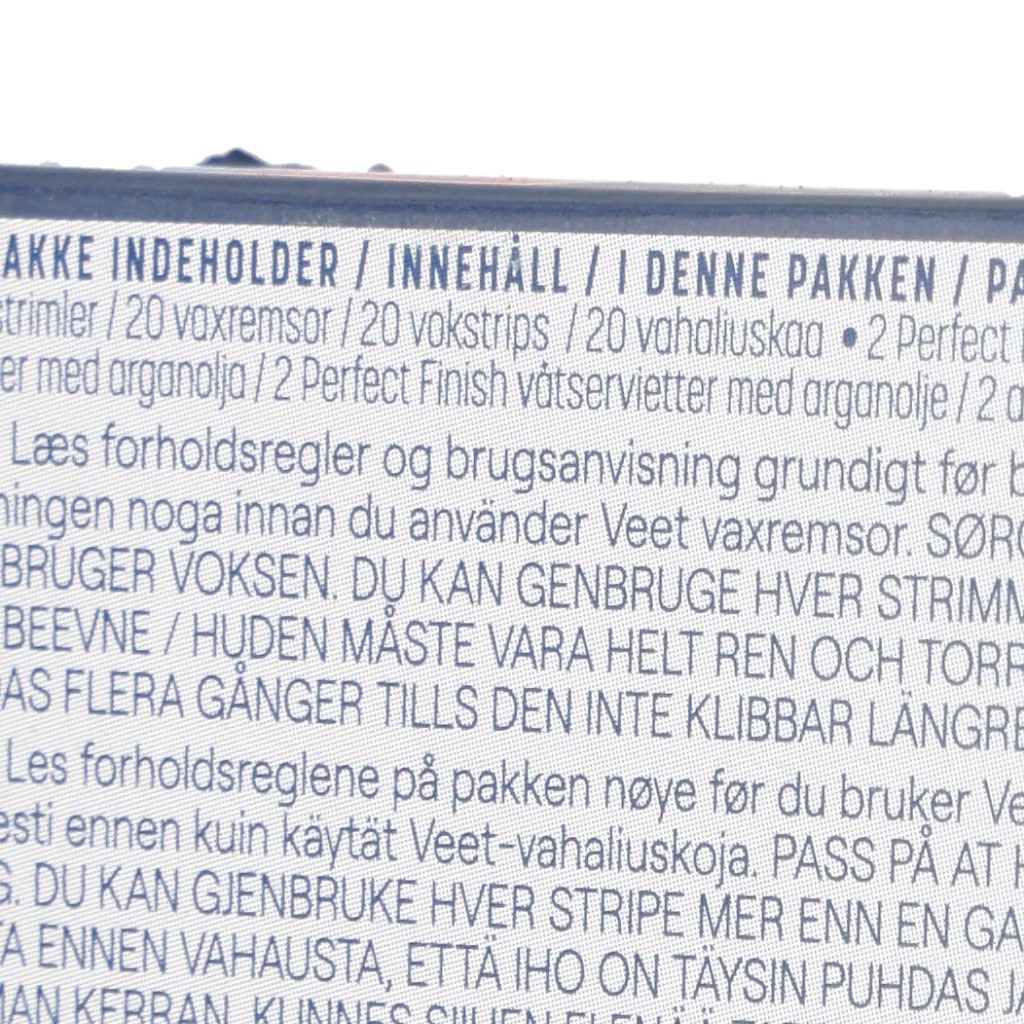 AKKE INDEHOLDER / INNEHÅLL / I DENNE PAKKEN / PA
strimler / 20 vaxremsor / 20 vokstrips / 20 vahaliuskaa • 2 Perfect
er med arganolja / 2 Perfect Finish våtservietter med arganolje / 2 a
Læs forholdsregler og brugsanvisning grundigt før b
ningen noga innan du använder Veet vaxremsor. SØRG
BRUGER VOKSEN. DU KAN GENBRUGE HVER STRIMM
BEEVNE / HUDEN MÅSTE VARA HELT REN OCH TORR
AS FLERA GÅNGER TILLS DEN INTE KLIBBAR LÄNGRE
Les forholdsreglene på pakken nøye før du bruker Ve
esti ennen kuin käytät Veet-vahaliuskoja. PASS PÅ AT H
G. DU KAN GJENBRUKE HVER STRIPE MER ENN EN GA
TA ENNEN VAHAUSTA, ETTÄ IHO ON TÄYSIN PUHDAS JA
MAN KERRAN, KUNNES SIIHEN